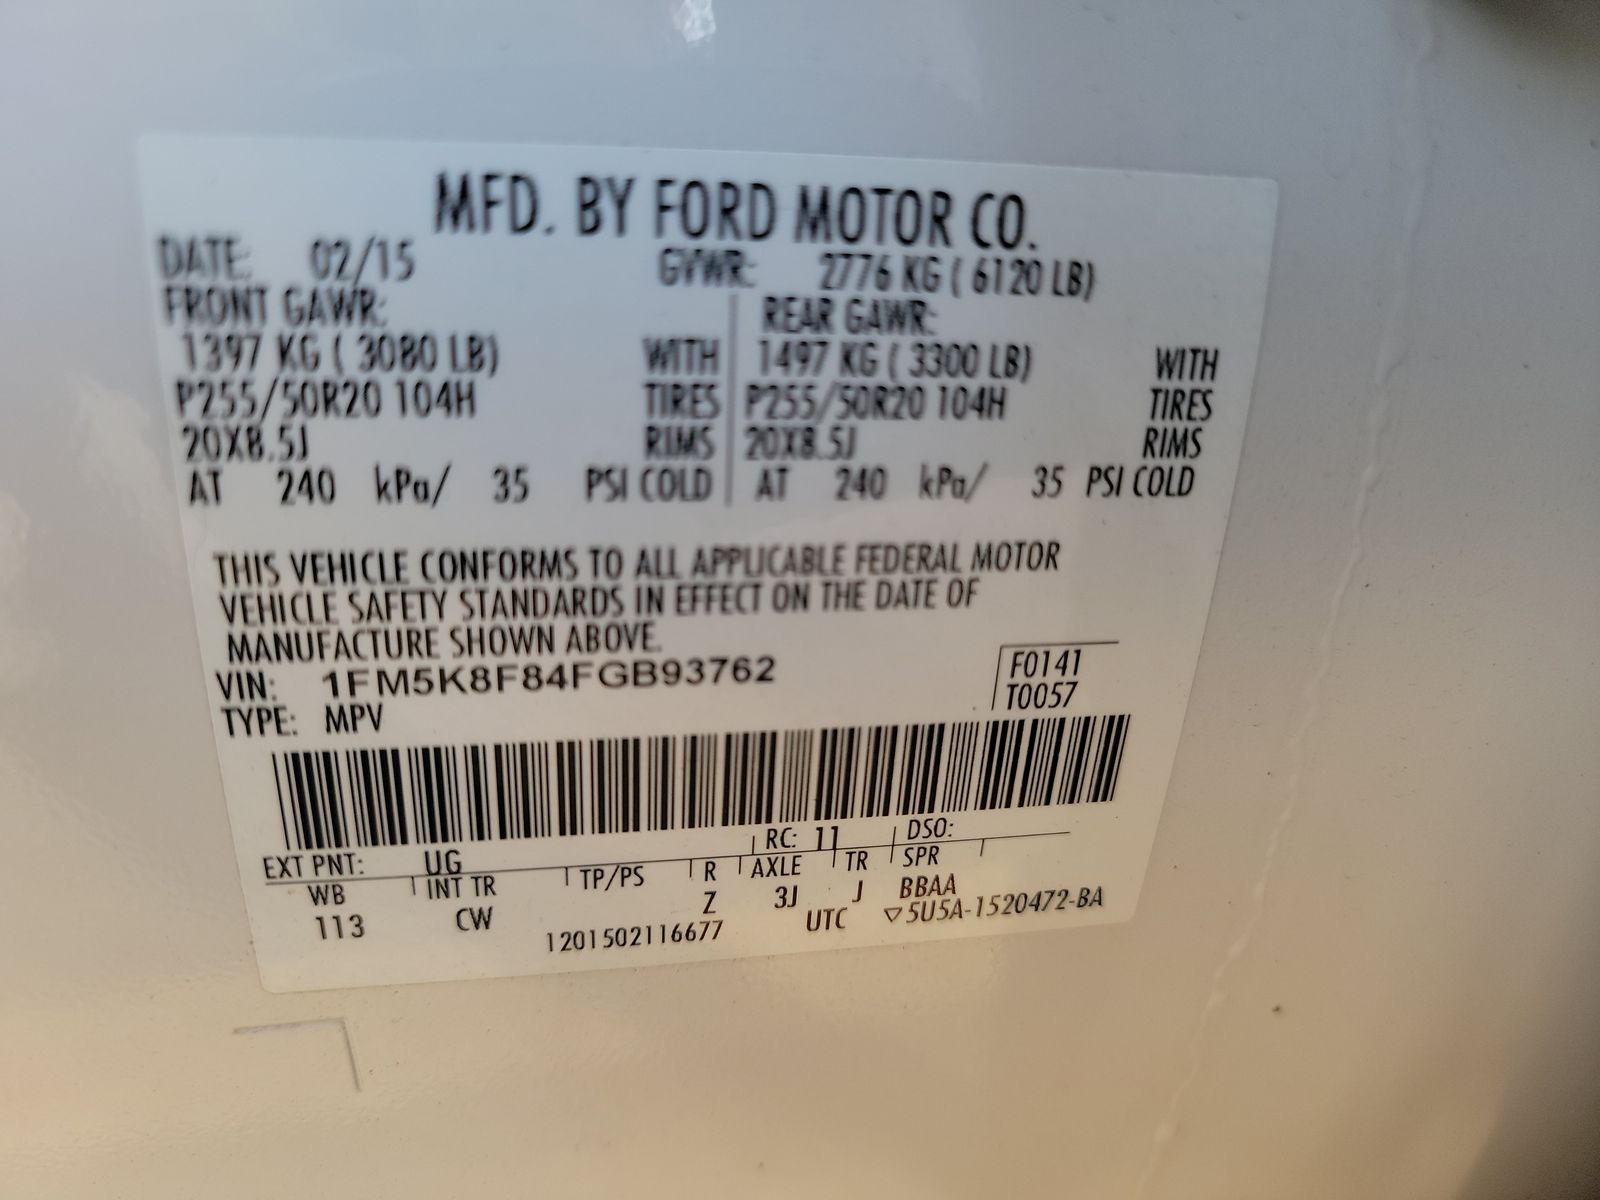 MFD. BY FORD MOTOR CO.
DATE: 02/15 GVWR: 2776 KG ( 6120 LB)
FRONT GAWR: REAR GAWR:
1397 KG ( 3080 LB) WITH 1497 KG ( 3300 LB) WITH
P255/50R20 104H TIRES P255/50R20 104H TIRES
20X8.5J RIMS 20X8.5J RIMS
AT 240 kPa/ 35 PSI COLD AT 240 kPa/ 35 PSI COLD
THIS VEHICLE CONFORMS TO ALL APPLICABLE FEDERAL MOTOR
VEHICLE SAFETY STANDARDS IN EFFECT ON THE DATE OF
MANUFACTURE SHOWN ABOVE.
VIN: 1FM5K8F84FGB93762 F0141
TYPE: MPV T0057
EXT PNT: UG RC: 11 DSO:
WB INT TR TP/PS R AXLE TR SPR
113 CW Z 3J J BBAA
1201502116677 UTC ▽5U5A-1520472-BA